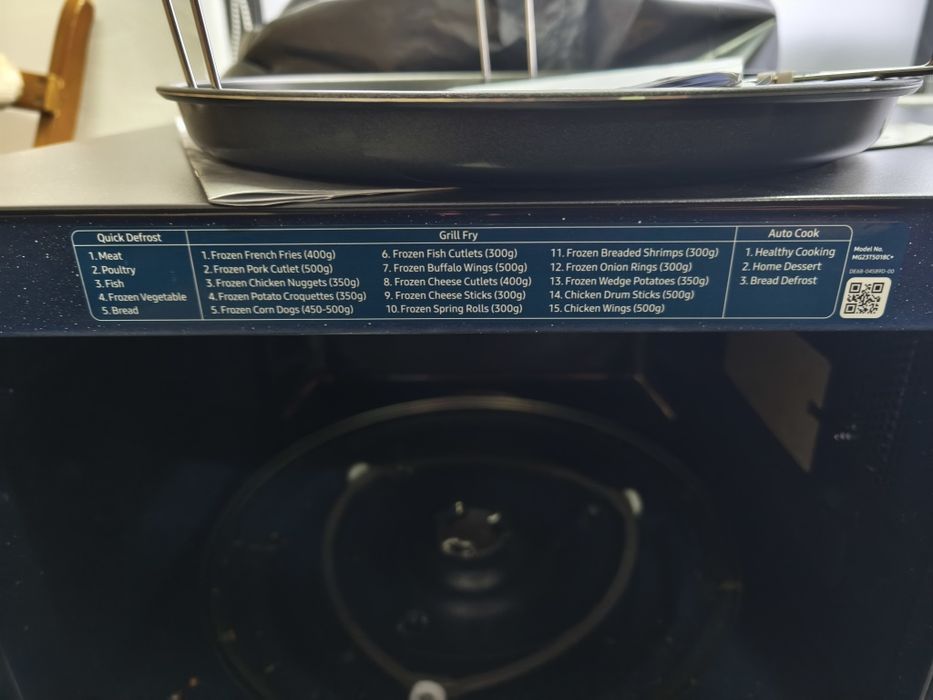 Quick Defrost
1. Meat
2. Poultry
3. Fish
4. Frozen Vegetable
5. Bread
Grill Fry
1. Frozen French Fries (400g)
2. Frozen Pork Cutlet (500g)
3. Frozen Chicken Nuggets (350g)
4. Frozen Potato Croquettes (350g)
5. Frozen Corn Dogs (450-500g)
6. Frozen Fish Cutlets (300g)
7. Frozen Buffalo Wings (500g)
8. Frozen Cheese Cutlets (400g)
9. Frozen Cheese Sticks (300g)
10. Frozen Spring Rolls (300g)
11. Frozen Breaded Shrimps (300g)
12. Frozen Onion Rings (300g)
13. Frozen Wedge Potatoes (350g)
14. Chicken Drum Sticks (500g)
15. Chicken Wings (500g)
Auto Cook
1. Healthy Cooking
2. Home Dessert
3. Bread Defrost
Model No.
MG23T5018C*
DE68-04589D-00